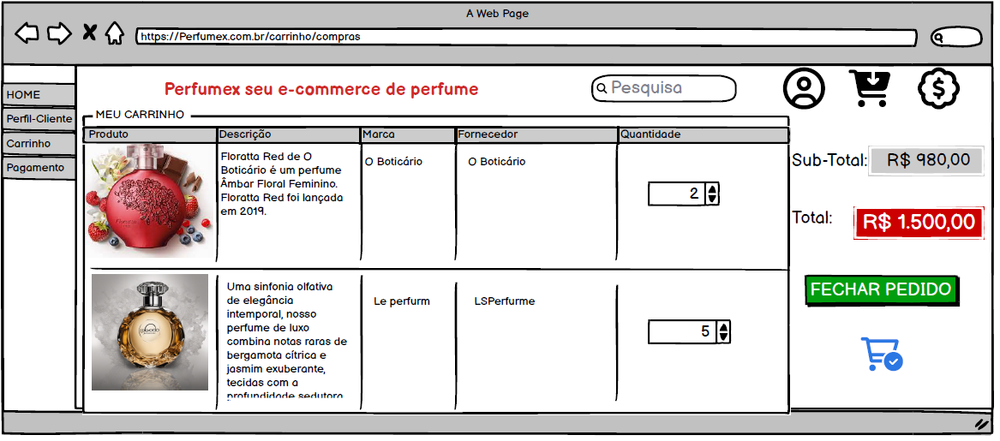 A Web Page
https://Perfumex.com.br/carrinho/compras
HOME
Perfil-Cliente
Carrinho
Pagamento
Perfumex seu e-commerce de perfume
Pesquisa
$
MEU CARRINHO
Produto
Descrição
Marca
Fornecedor
Quantidade
Floratta
Floratta Red de O
Boticário é um perfume
Âmbar Floral Feminino.
Floratta Red foi lançada
em 2019.
O Boticário
O Boticário
2
Uma sinfonia olfativa
de elegância
intemporal, nosso
perfume de luxo
combina notas raras de
bergamota cítrica e
jasmim exuberante,
tecidas com a
profundidade sedutora
Le perfurm
LSPerfurme
5
Sub-Total:
R$ 980,00
Total:
R$ 1.500,00
FECHAR PEDIDO